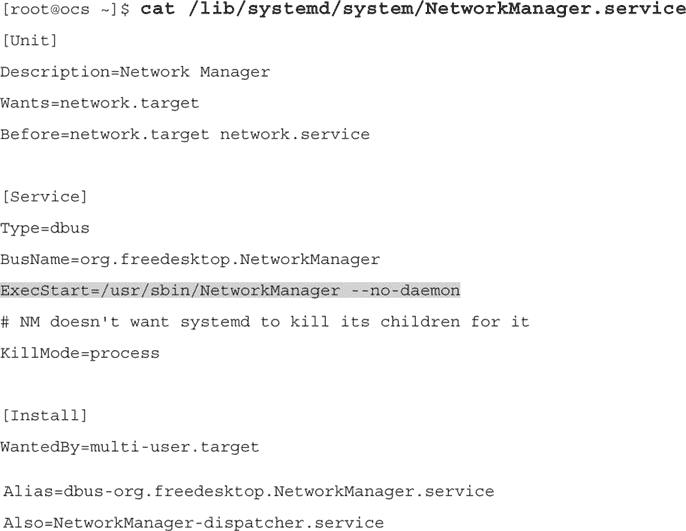 [root@ocs ~]$ cat /lib/systemd/system/NetworkManager.service
[Unit]
Description=Network Manager
Wants=network.target
Before=network.target network.service
[Service]
Type=dbus
BusName=org.freedesktop.NetworkManager
ExecStart=/usr/sbin/NetworkManager --no-daemon
# NM doesn't want systemd to kill its children for it
KillMode=process
[Install]
WantedBy=multi-user.target
Alias=dbus-org.freedesktop.NetworkManager.service
Also=NetworkManager-dispatcher.service